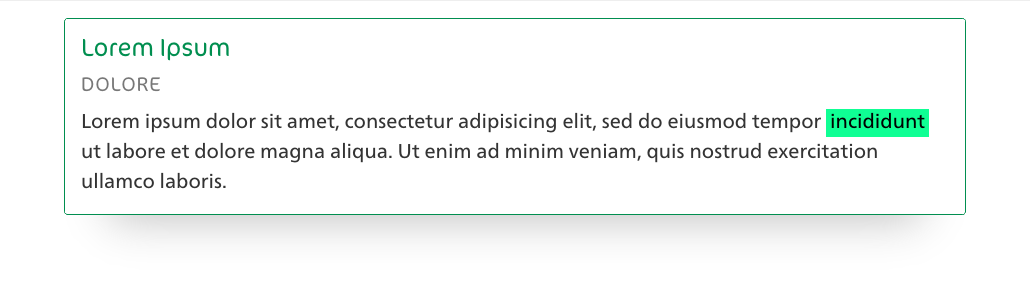 Lorem Ipsum
DOLORE
Lorem ipsum dolor sit amet, consectetur adipisicing elit, sed do eiusmod tempor incididunt
ut labore et dolore magna aliqua. Ut enim ad minim veniam, quis nostrud exercitation
ullamco laboris.